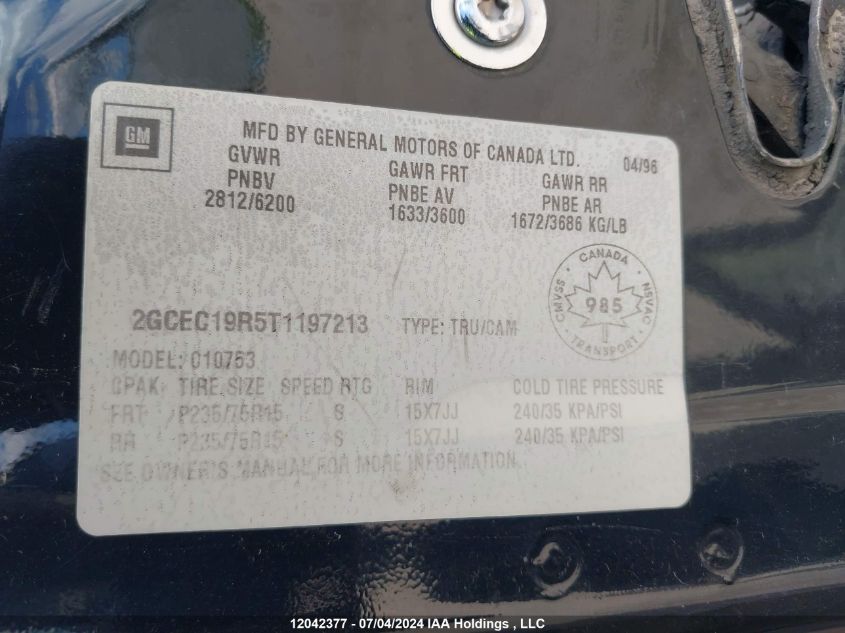 GM
MFD BY GENERAL MOTORS OF CANADA LTD. 04/96
GVWR GAWR FRT GAWR RR
PNBV PNBE AV PNBE AR
2812/6200 1633/3600 1672/3686 KG/LB
CANADA
CMVSS 985 NSVAC
TRANSPORT
2GCEC19R5T1197213 TYPE: TRU/CAM
MODEL: C10753
OPAK TIRE SIZE SPEED RTG RIM COLD TIRE PRESSURE
FRT P235/75R15 S 15X7JJ 240/35 KPA/PSI
RR P235/75R15 S 15X7JJ 240/35 KPA/PSI
SEE OWNER'S MANUAL FOR MORE INFORMATION.
12042377 - 07/04/2024 IAA Holdings , LLC